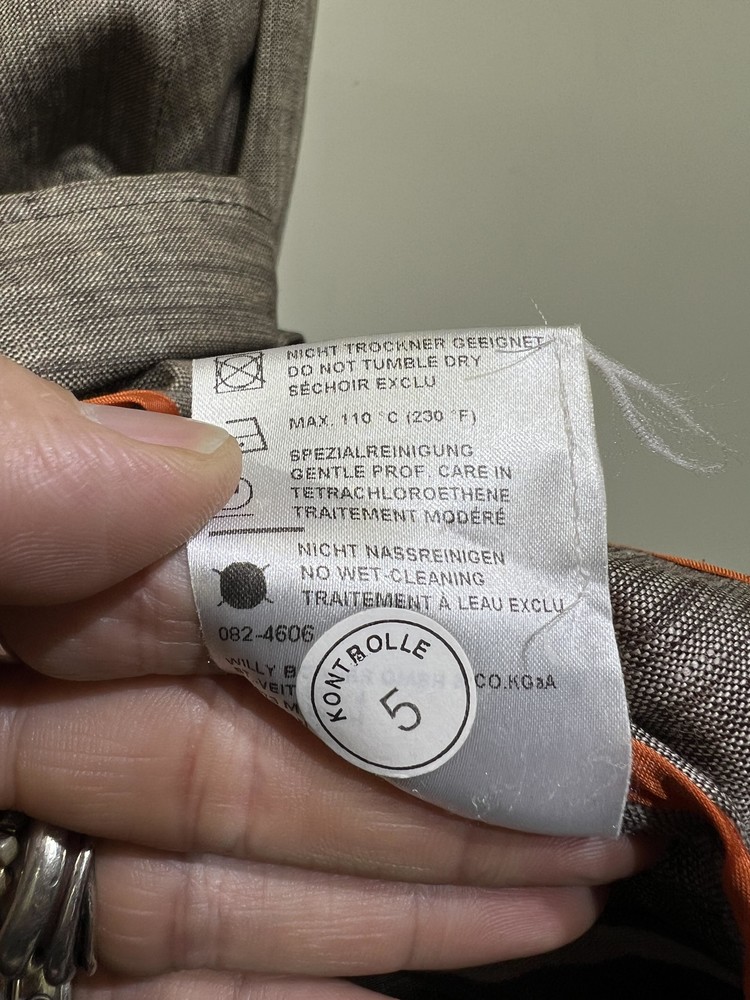 NICHT TROCKNER GEEIGNET
DO NOT TUMBLE DRY
SÉCHOIR EXCLU
MAX. 110 °C (230 °F)
SPEZIALREINIGUNG
GENTLE PROF. CARE IN
TETRACHLOROETHENE
TRAITEMENT MODÉRÉ
NICHT NASSREINIGEN
NO WET-CLEANING
TRAITEMENT À LEAU EXCLU
082-4606
WILLY CO.KGaA
KONTROLLE
5